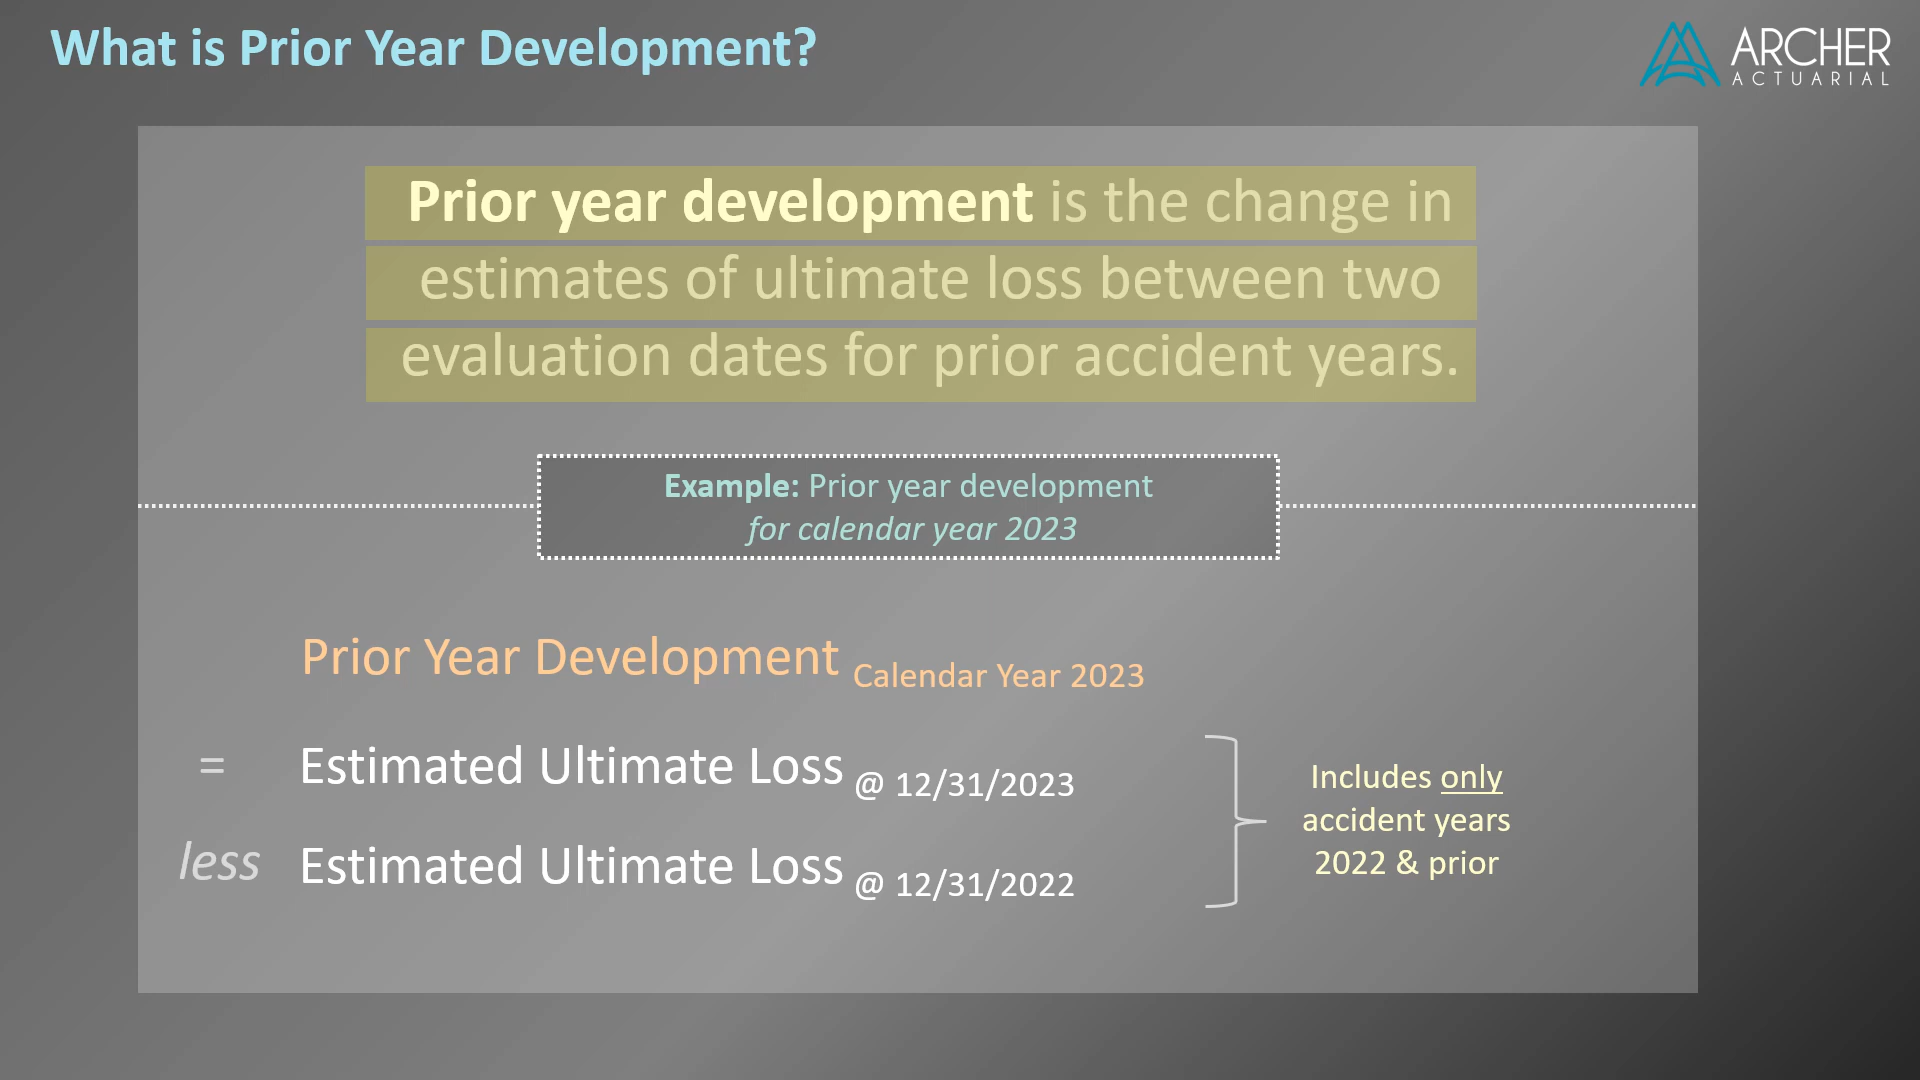 What is Prior Year Development?
ARCHER
ACTUARIAL
Prior year development is the change in
estimates of ultimate loss between two
evaluation dates for prior accident years.
Example: Prior year development
for calendar year 2023
Prior Year Development Calendar Year 2023
= Estimated Ultimate Loss @ 12/31/2023
less Estimated Ultimate Loss @ 12/31/2022
Includes only
accident years
2022 & prior